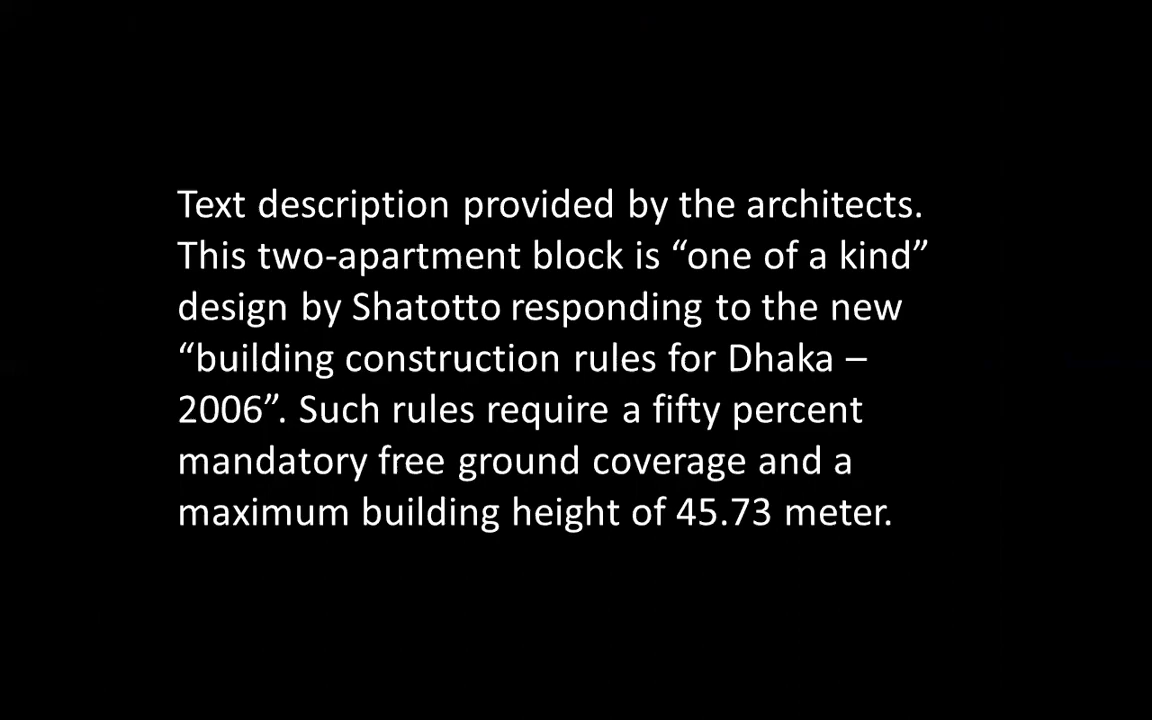 Text description provided by the architects.
This two-apartment block is “one of a kind”
design by Shatotto responding to the new
“building construction rules for Dhaka –
2006”. Such rules require a fifty percent
mandatory free ground coverage and a
maximum building height of 45.73 meter.